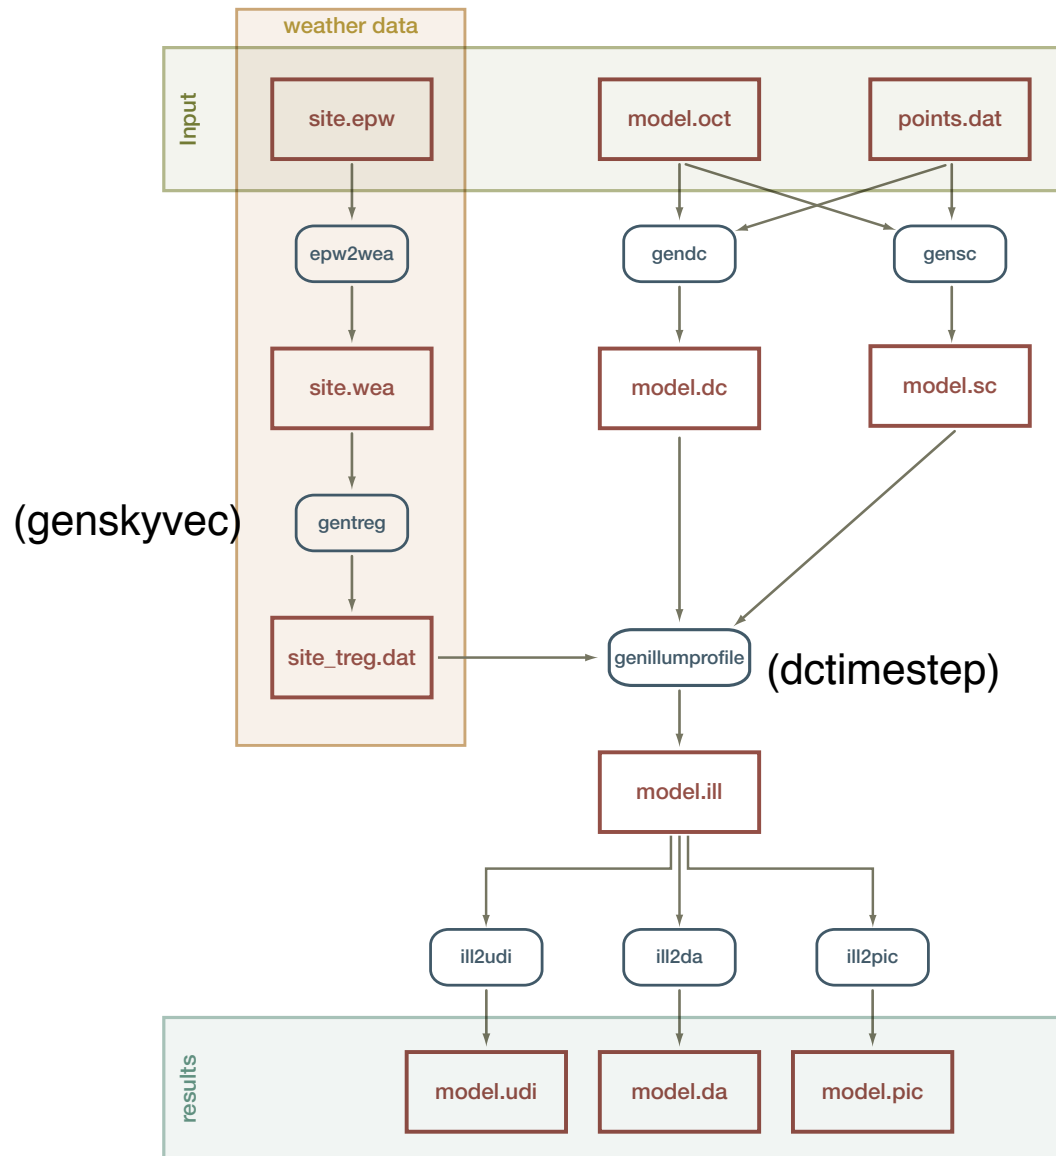 weather data
Input
site.epw
model.oct
points.dat
epw2wea
gendc
gensc
site.wea
model.dc
model.sc
(genskyvec)
gentreg
site_treg.dat
genillumprofile
(dctimestep)
model.ill
ill2udi
ill2da
ill2pic
results
model.udi
model.da
model.pic